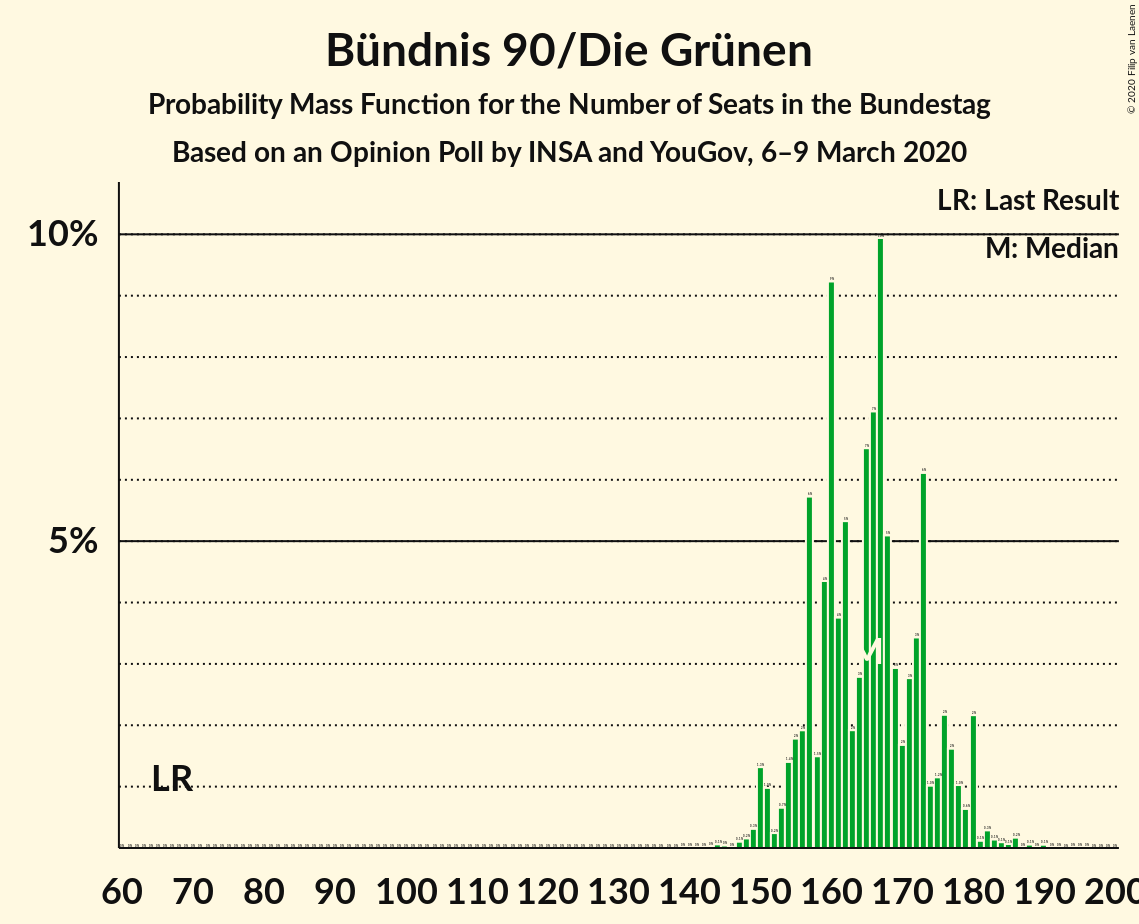 Bündnis 90/Die Grünen
Probability Mass Function for the Number of Seats in the Bundestag
Based on an Opinion Poll by INSA and YouGov, 6–9 March 2020
© 2020 Filip van Laenen
LR: Last Result
M: Median
10%
5%
M
LR
60 70 80 90 100 110 120 130 140 150 160 170 180 190 200